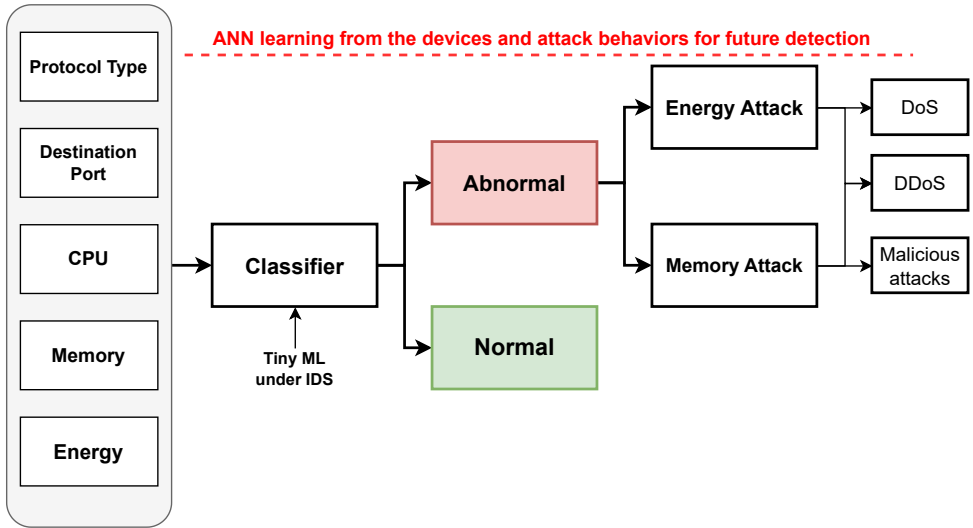 ANN learning from the devices and attack behaviors for future detection
Protocol Type
Destination
Port
CPU
Memory
Energy
Classifier
Tiny ML
under IDS
Abnormal
Normal
Energy Attack
Memory Attack
DoS
DDoS
Malicious
attacks